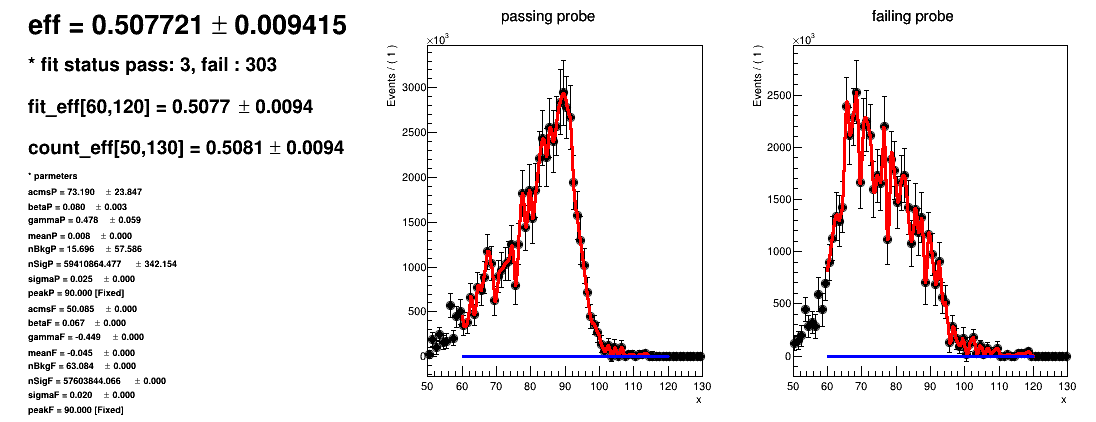 eff = 0.507721 ± 0.009415
* fit status pass: 3, fail : 303
fit_eff[60,120] = 0.5077 ± 0.0094
count_eff[50,130] = 0.5081 ± 0.0094
* parmeters
acmsP = 73.190 ± 23.847
betaP = 0.080 ± 0.003
gammaP = 0.478 ± 0.059
meanP = 0.008 ± 0.000
nBkgP = 15.696 ± 57.586
nSigP = 59410864.477 ± 342.154
sigmaP = 0.025 ± 0.000
peakP = 90.000 [Fixed]
acmsF = 50.085 ± 0.000
betaF = 0.067 ± 0.000
gammaF = -0.449 ± 0.000
meanF = -0.045 ± 0.000
nBkgF = 63.084 ± 0.000
nSigF = 57603844.066 ± 0.000
sigmaF = 0.020 ± 0.000
peakF = 90.000 [Fixed]
passing probe
×10³
Events / ( 1 )
3000
2500
2000
1500
1000
500
0
50 60 70 80 90 100 110 120 130
x
failing probe
×10³
Events / ( 1 )
2500
2000
1500
1000
500
0
50 60 70 80 90 100 110 120 130
x